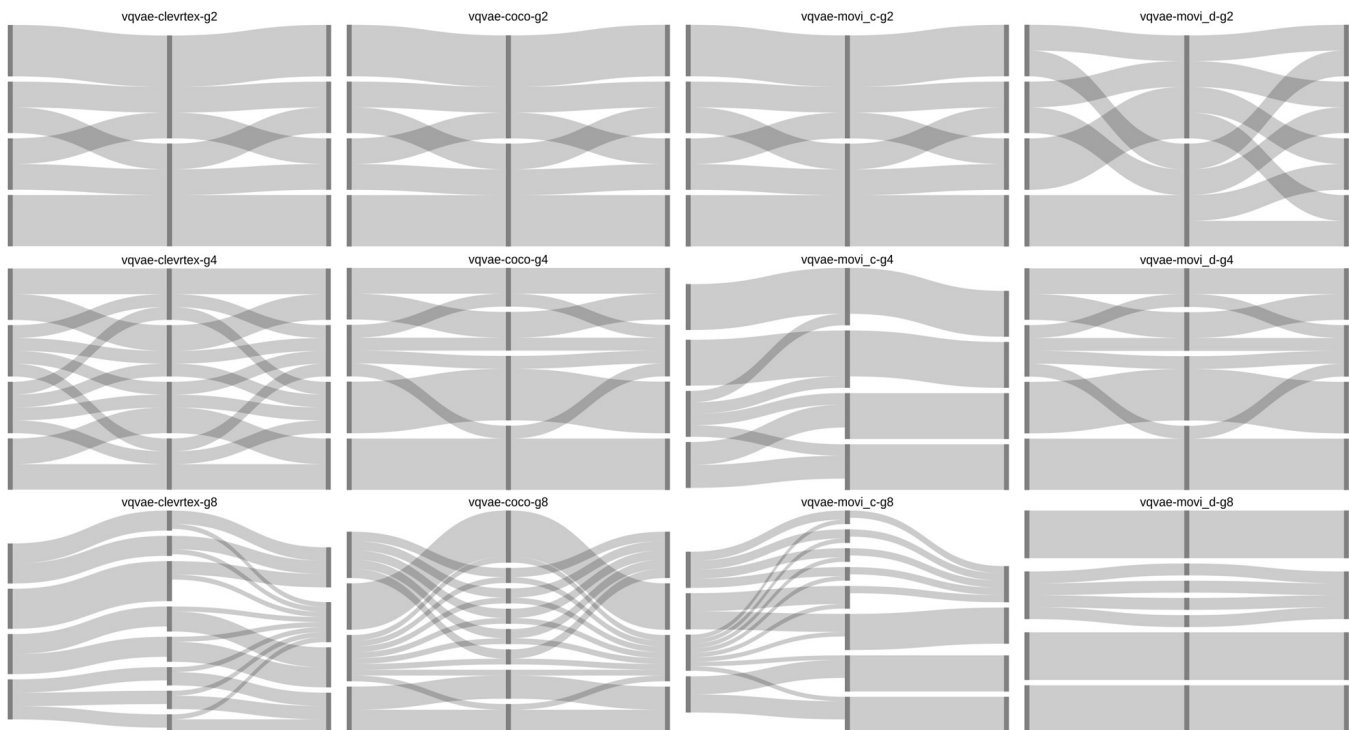 vqvae-clevrtex-g2
vqvae-coco-g2
vqvae-movi_c-g2
vqvae-movi_d-g2
vqvae-clevrtex-g4
vqvae-coco-g4
vqvae-movi_c-g4
vqvae-movi_d-g4
vqvae-clevrtex-g8
vqvae-coco-g8
vqvae-movi_c-g8
vqvae-movi_d-g8